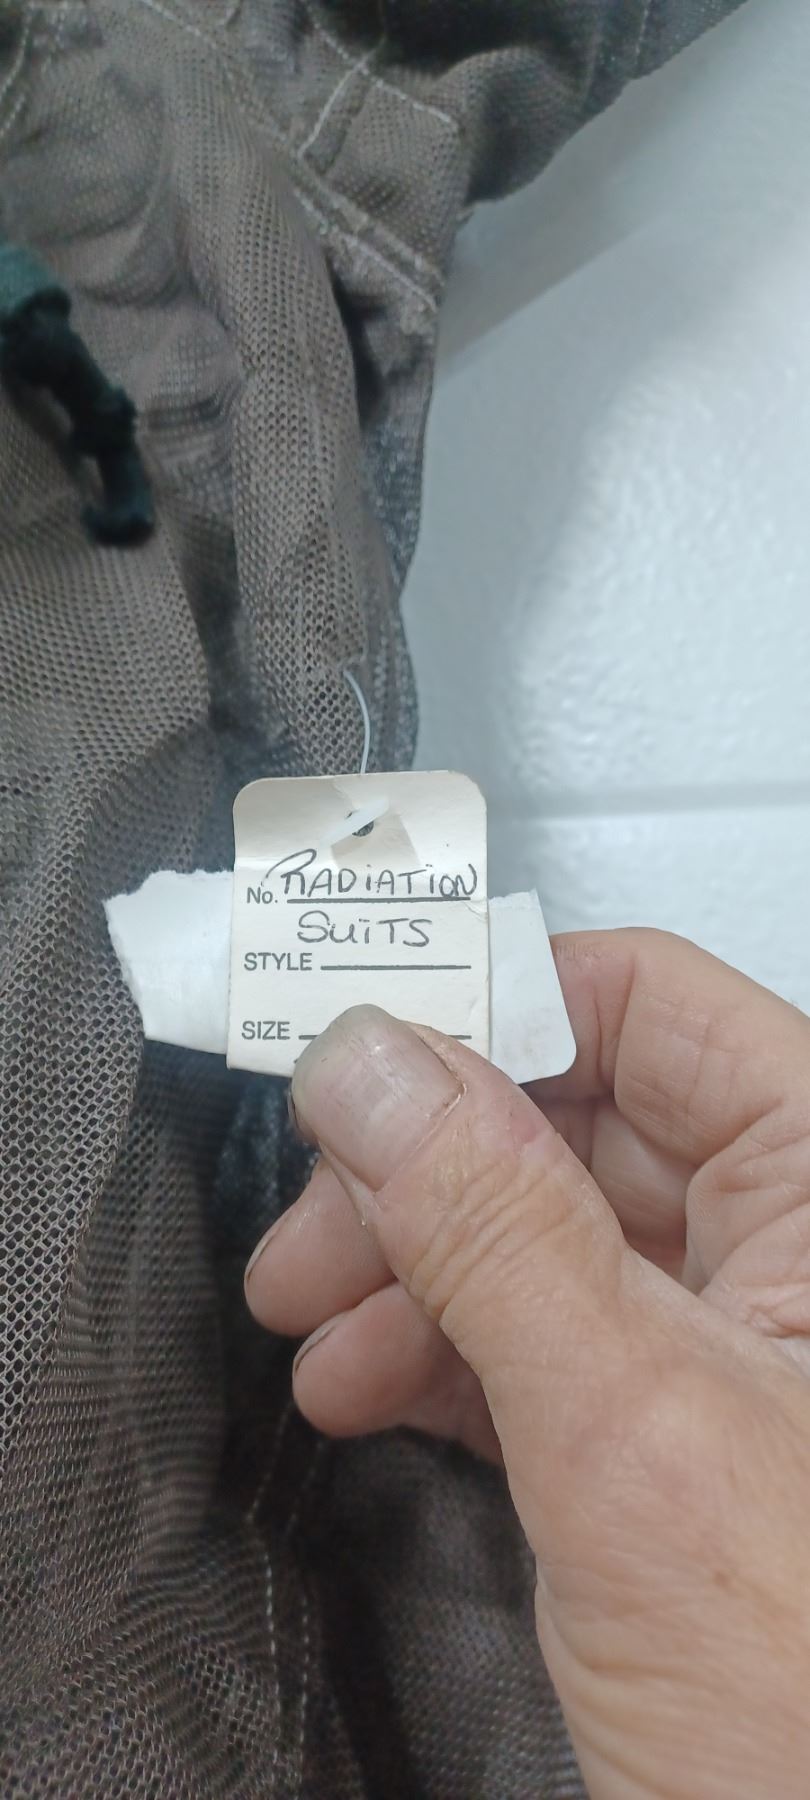 No. RADIATION
SUITS
STYLE
SIZE